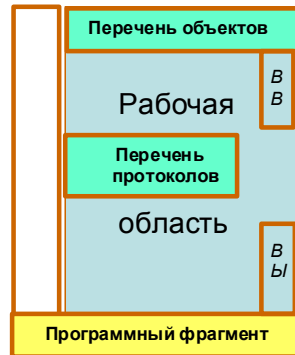 Перечень объектов
В
В
Рабочая
Перечень
протоколов
область
В
Ы
Программный фрагмент